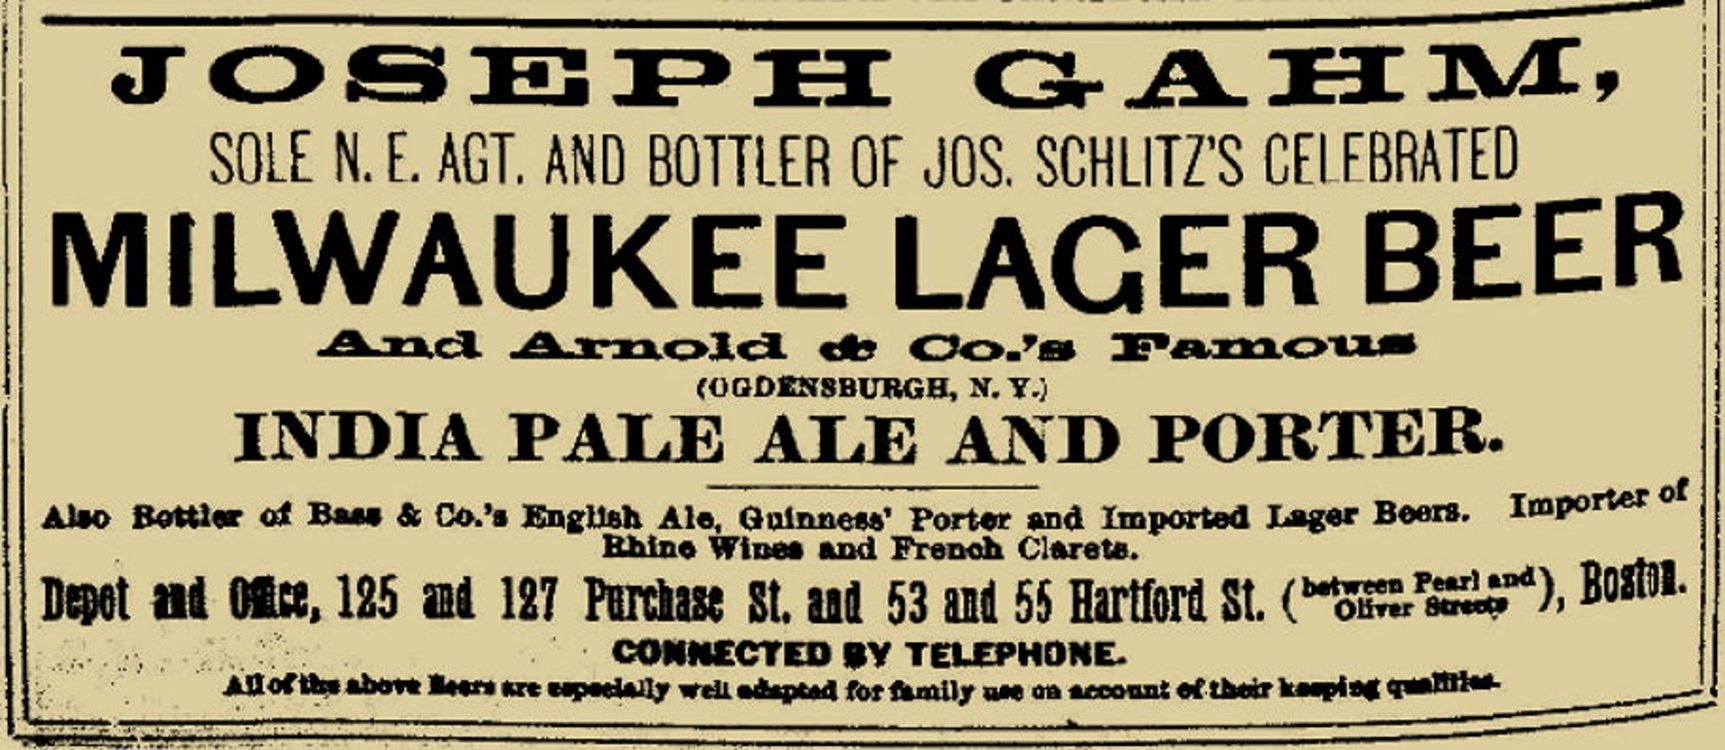 JOSEPH GAHM,
SOLE N. E. AGT. AND BOTTLER OF JOS. SCHLITZ'S CELEBRATED
MILWAUKEE LAGER BEER
And Arnold & Co.'s Famous
(OGDENSBURGH, N. Y.)
INDIA PALE ALE AND PORTER.
Also Bottler of Bass & Co.'s English Ale, Guinness' Porter and Imported Lager Beers. Importer of
Rhine Wines and French Clarets.
Depot and Office, 125 and 127 Purchase St. and 53 and 55 Hartford St. (between Pearl and Oliver Streets), Boston.
CONNECTED BY TELEPHONE.
All of the above Beers are especially well adapted for family use on account of their keeping qualities.